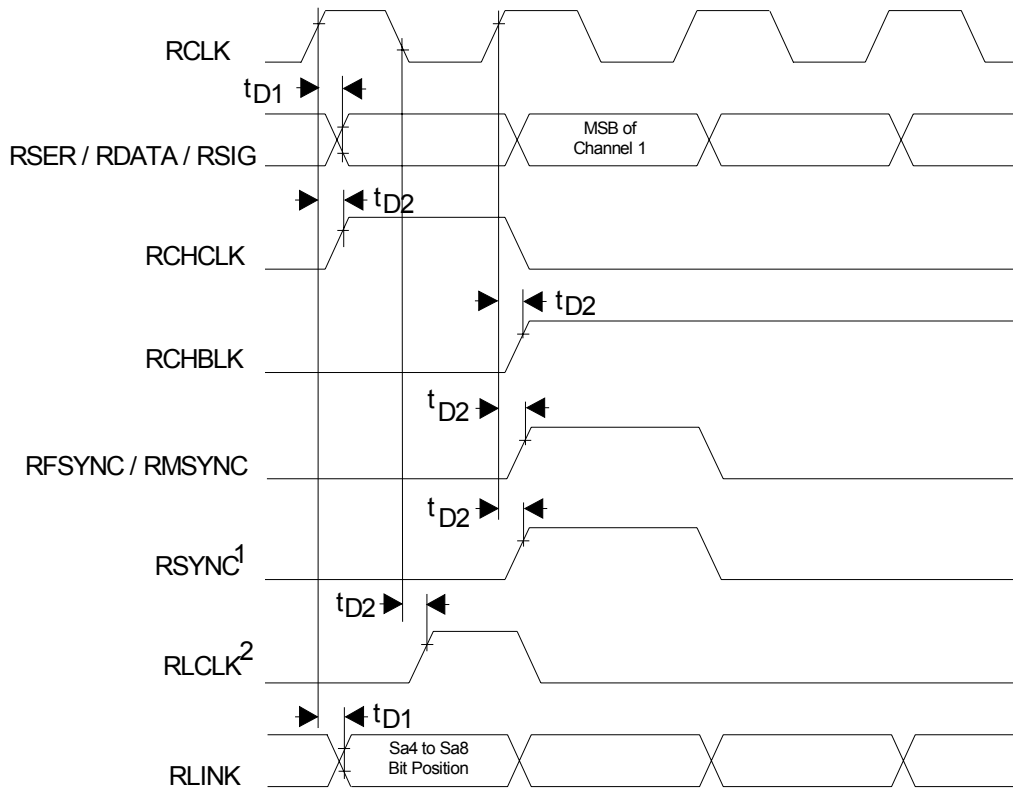 RCLK
tD1
RSER / RDATA / RSIG
MSB of
Channel 1
tD2
RCHCLK
tD2
RCHBLK
tD2
RFSYNC / RMSYNC
tD2
RSYNC1
tD2
RLCLK2
tD1
Sa4 to Sa8
Bit Position
RLINK